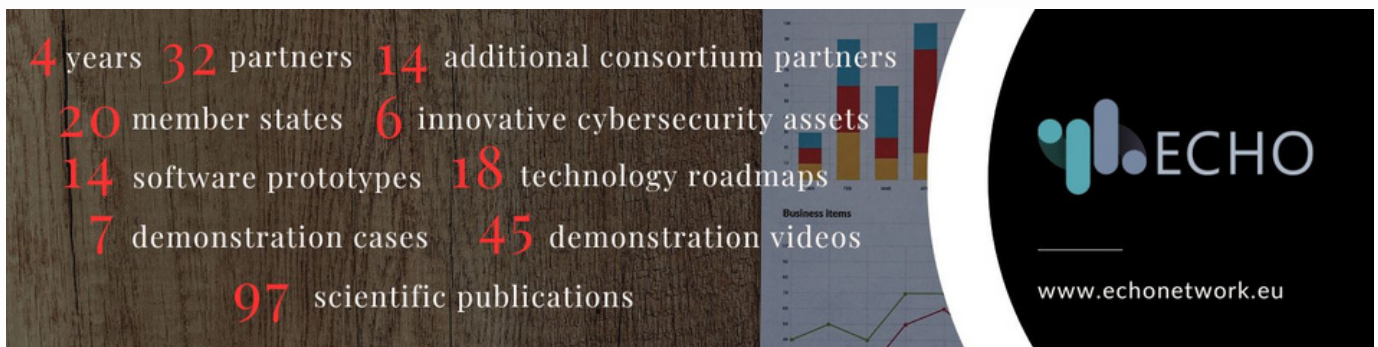 4 years 32 partners 14 additional consortium partners
20 member states 6 innovative cybersecurity assets
14 software prototypes 18 technology roadmaps
7 demonstration cases 45 demonstration videos
97 scientific publications
Business items
ECHO
www.echonetwork.eu